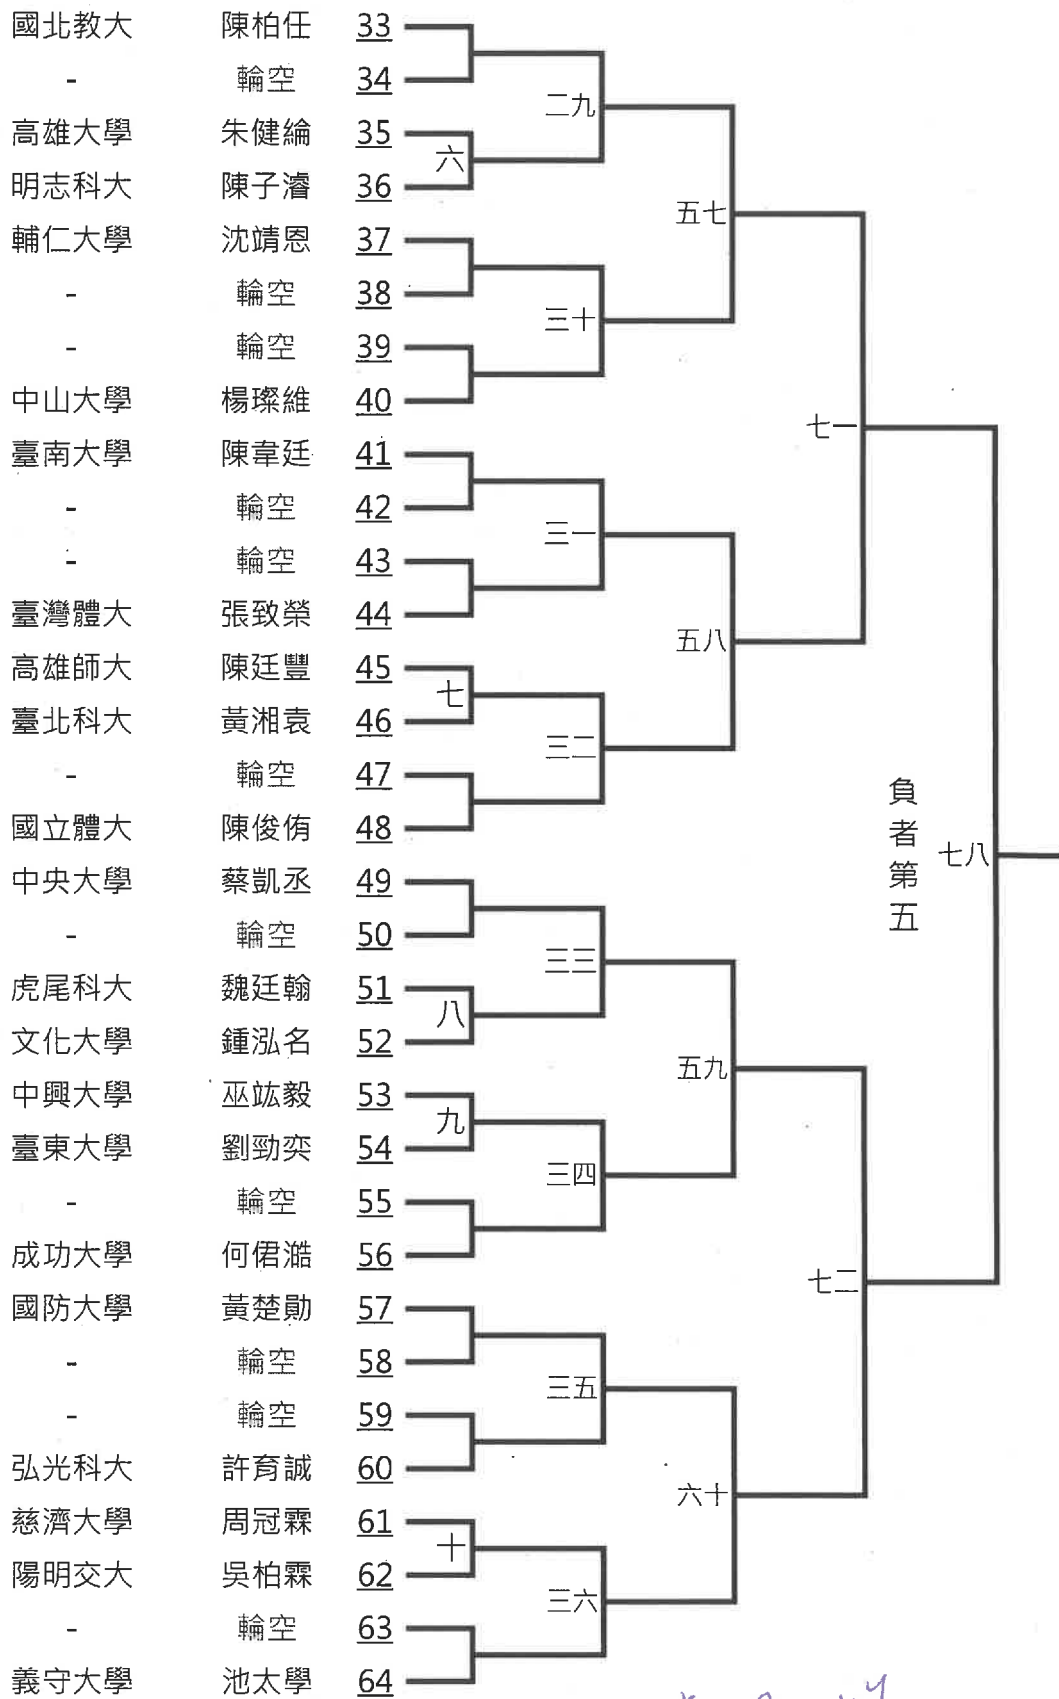 國北教大 陳柏任 33
- 輪空 34
二九
高雄大學 朱健綸 35
六
明志科大 陳子濬 36
五七
輔仁大學 沈靖恩 37
- 輪空 38
三十
- 輪空 39
中山大學 楊璨維 40
七一
臺南大學 陳韋廷 41
- 輪空 42
三一
- 輪空 43
臺灣體大 張致榮 44
五八
高雄師大 陳廷豐 45
七
臺北科大 黃湘袁 46
三二
- 輪空 47
國立體大 陳俊侑 48
負者第五
七八
中央大學 蔡凱丞 49
- 輪空 50
三三
虎尾科大 魏廷翰 51
八
文化大學 鍾泓名 52
五九
中興大學 巫竑毅 53
九
臺東大學 劉勁奕 54
三四
- 輪空 55
成功大學 何侰澔 56
七二
國防大學 黃楚勛 57
- 輪空 58
三五
- 輪空 59
弘光科大 許育誠 60
六十
慈濟大學 周冠霖 61
十
陽明交大 吳柏霖 62
三六
- 輪空 63
義守大學 池太學 64